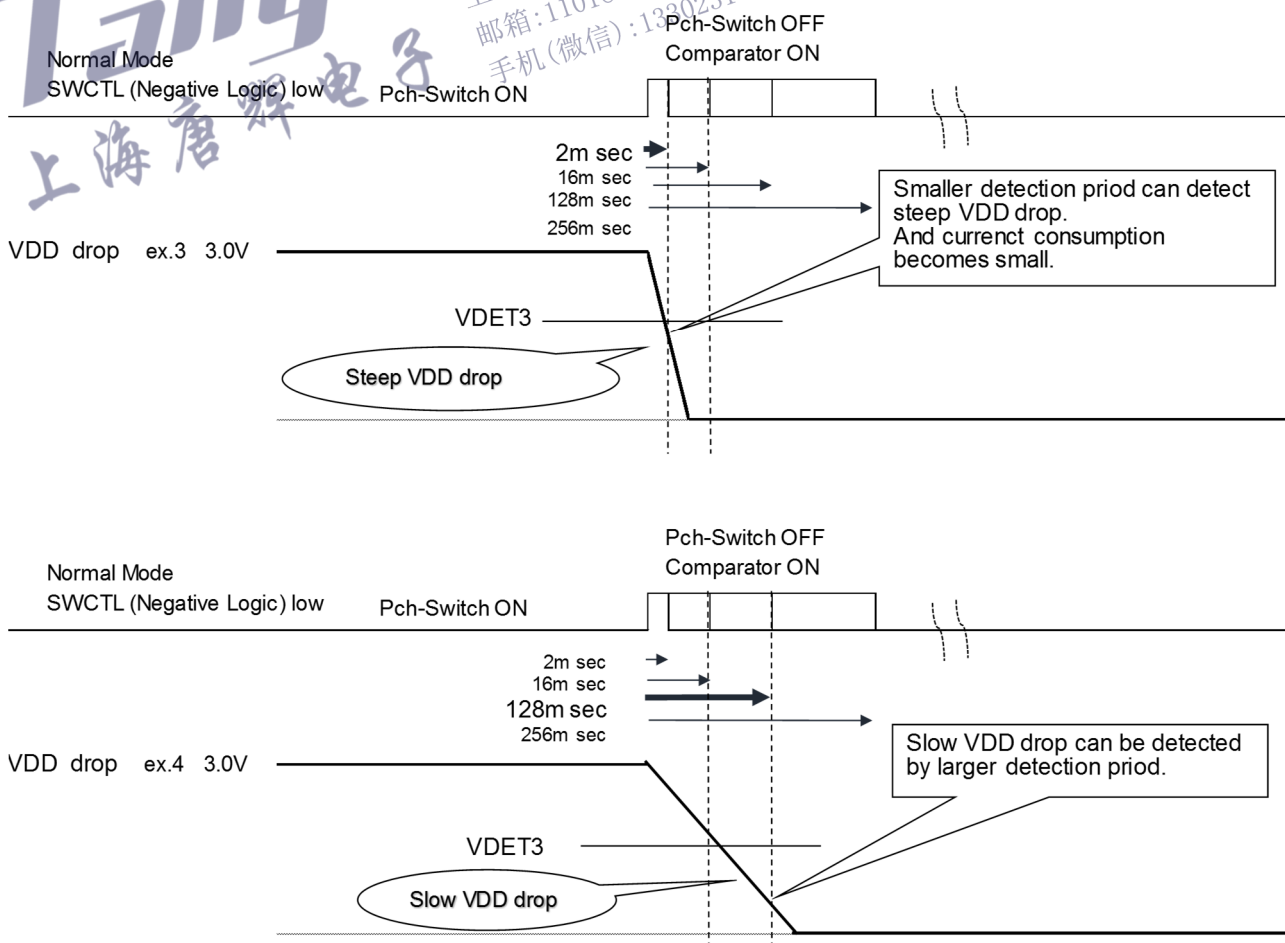 Tang
上海唐辉电子
邮箱:11016
手机(微信):1330231
Pch-Switch OFF
Comparator ON
Normal Mode
SWCTL (Negative Logic) low
Pch-Switch ON
2m sec
16m sec
128m sec
256m sec
Smaller detection priod can detect
steep VDD drop.
And currenct consumption
becomes small.
VDD drop ex.3 3.0V
VDET3
Steep VDD drop
Pch-Switch OFF
Comparator ON
Normal Mode
SWCTL (Negative Logic) low
Pch-Switch ON
2m sec
16m sec
128m sec
256m sec
Slow VDD drop can be detected
by larger detection priod.
VDD drop ex.4 3.0V
VDET3
Slow VDD drop